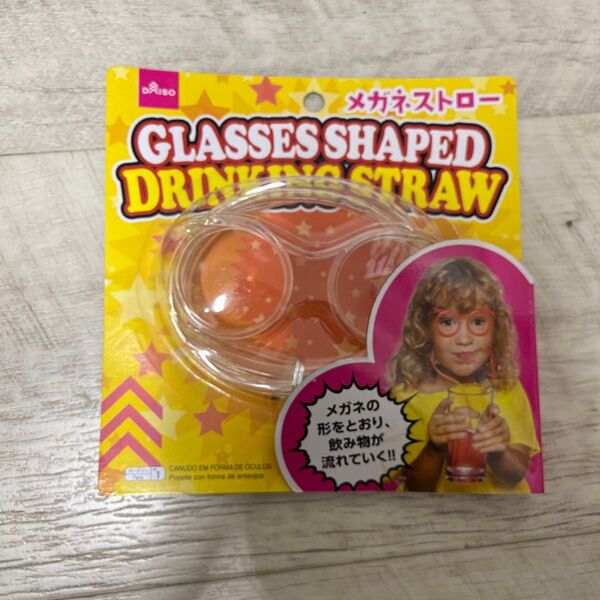 DAISO
メガネストロー
GLASSES SHAPED
DRINKING STRAW
メガネの
形をとおり、
飲み物が
流れていく!!
CANUDO EM FORMA DE ÓCULOS
Popote con forma de anteojos